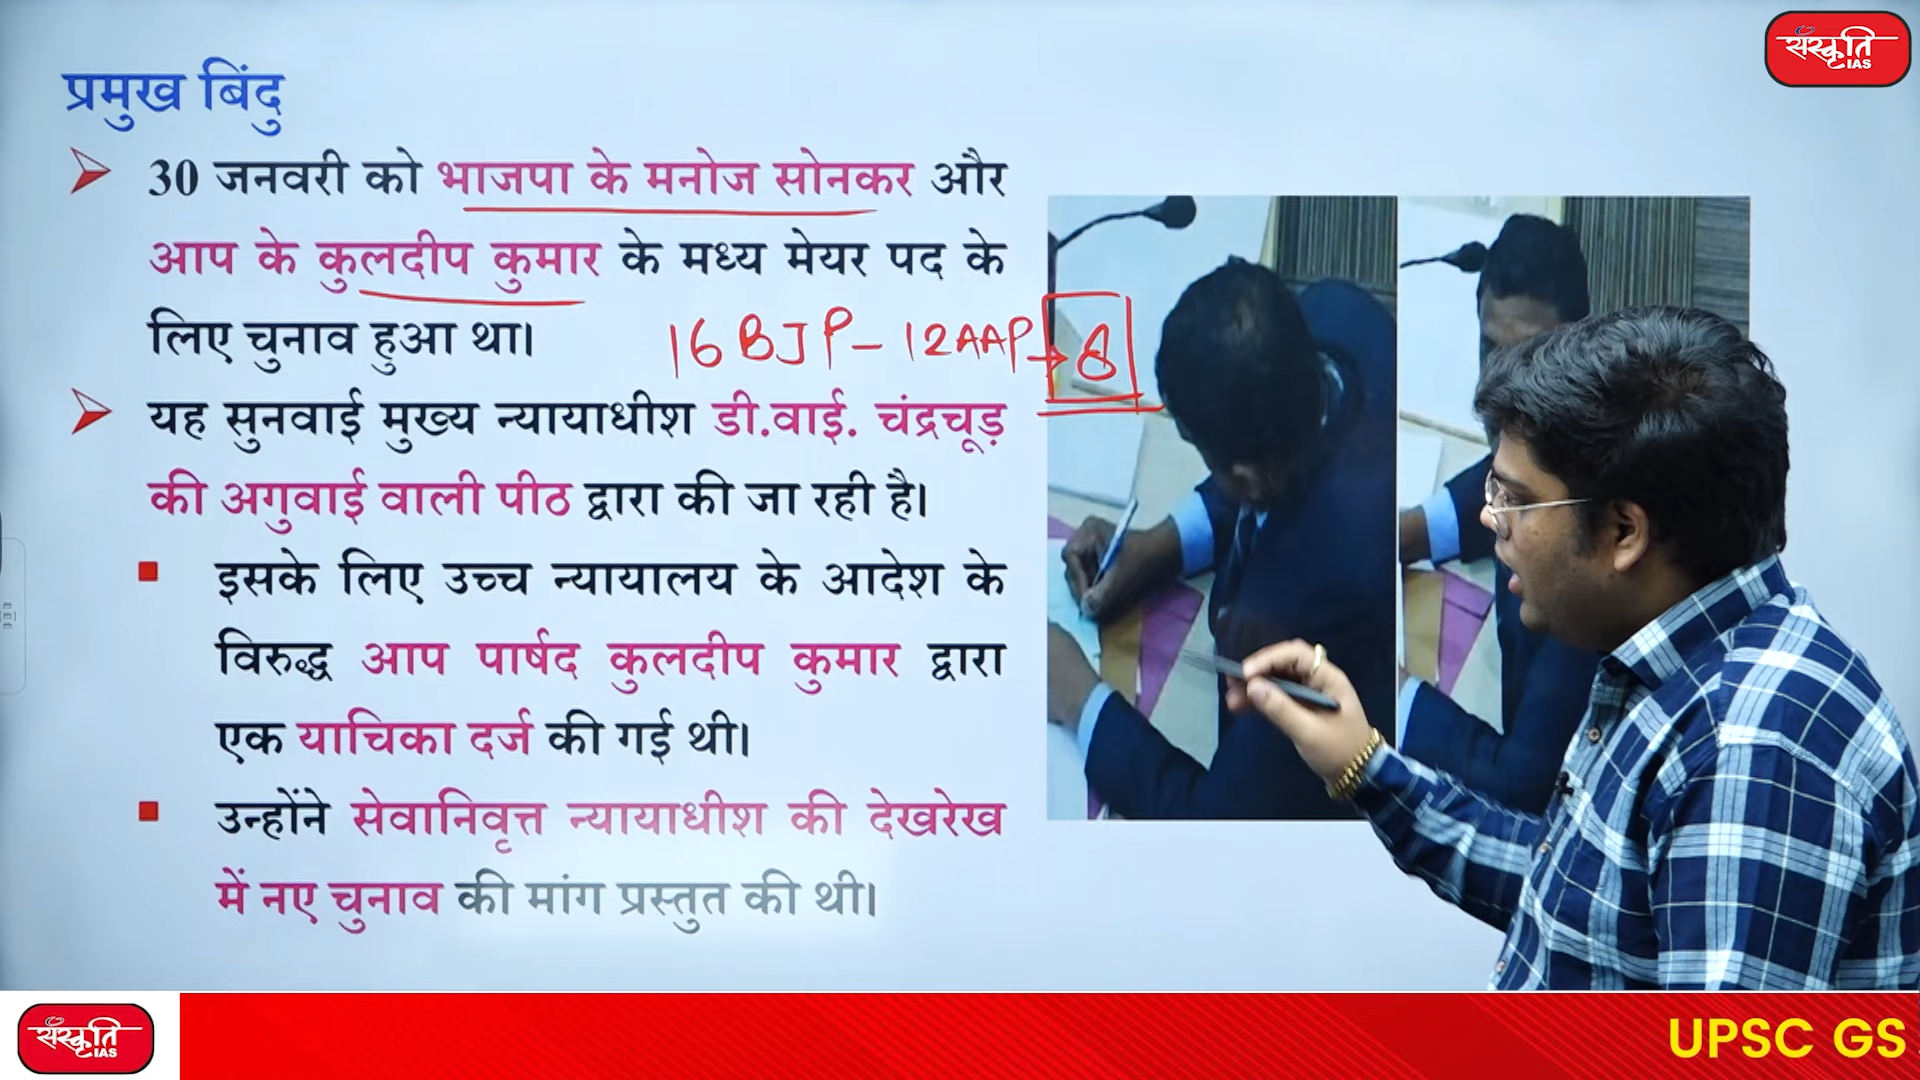 संस्कृति
IAS
प्रमुख बिंदु
30 जनवरी को भाजपा के मनोज सोनकर और
आप के कुलदीप कुमार के मध्य मेयर पद के
लिए चुनाव हुआ था।
16 BJP - 12 AAP → 8
यह सुनवाई मुख्य न्यायाधीश डी.वाई. चंद्रचूड़
की अगुवाई वाली पीठ द्वारा की जा रही है।
इसके लिए उच्च न्यायालय के आदेश के
विरुद्ध आप पार्षद कुलदीप कुमार द्वारा
एक याचिका दर्ज की गई थी।
उन्होंने सेवानिवृत्त न्यायाधीश की देखरेख
में नए चुनाव की मांग प्रस्तुत की थी।
संस्कृति
IAS
UPSC GS